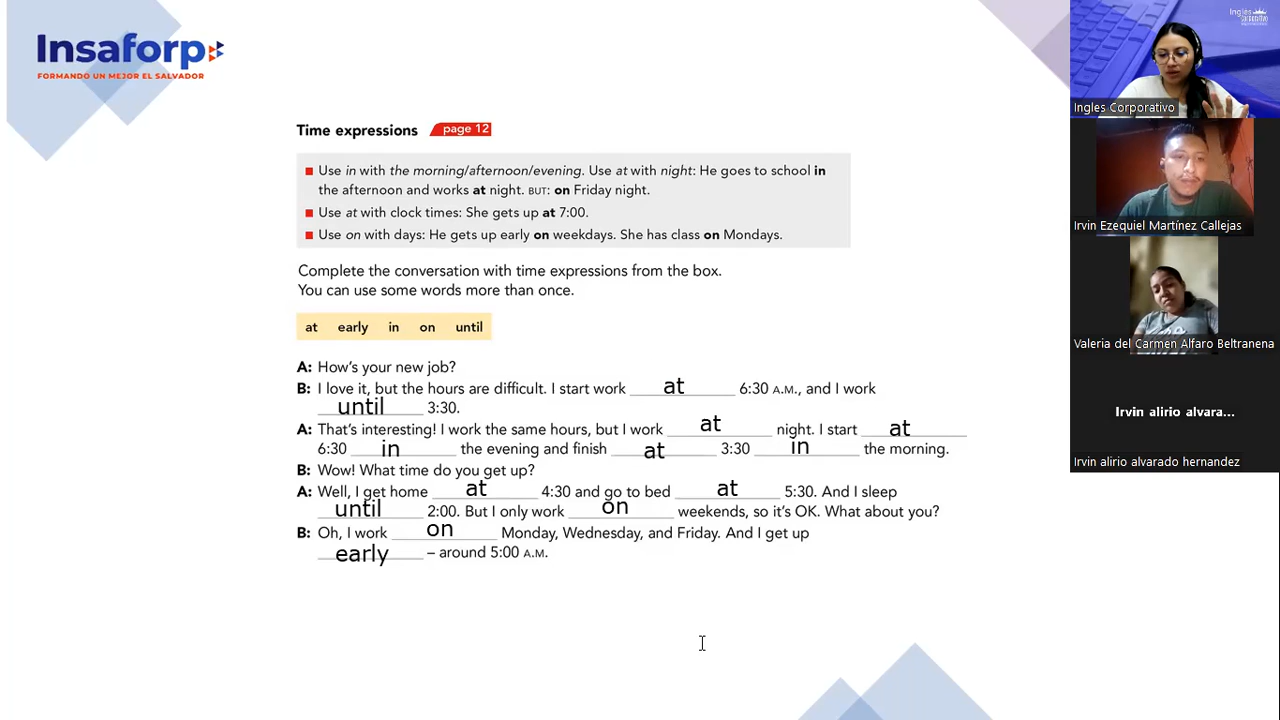 Insaforp
FORMANDO UN MEJOR EL SALVADOR
Time expressions page 12
Use in with the morning/afternoon/evening. Use at with night: He goes to school in
the afternoon and works at night. BUT: on Friday night.
Use at with clock times: She gets up at 7:00.
Use on with days: He gets up early on weekdays. She has class on Mondays.
Complete the conversation with time expressions from the box.
You can use some words more than once.
at early in on until
A: How's your new job?
B: I love it, but the hours are difficult. I start work at 6:30 A.M., and I work
until 3:30.
A: That's interesting! I work the same hours, but I work at night. I start at
6:30 in the evening and finish at 3:30 in the morning.
B: Wow! What time do you get up?
A: Well, I get home at 4:30 and go to bed at 5:30. And I sleep
until 2:00. But I only work on weekends, so it's OK. What about you?
B: Oh, I work on Monday, Wednesday, and Friday. And I get up
early – around 5:00 A.M.
Ingles
Ingles Corporativo
Irvin Ezequiel Martínez Callejas
Valeria del Carmen Alfaro Beltranena
Irvin alirio alvara...
Irvin alirio alvarado hernandez